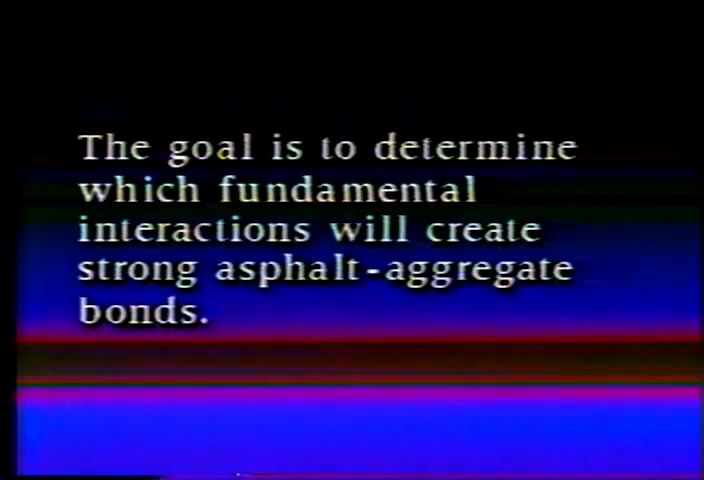 The goal is to determine
which fundamental
interactions will create
strong asphalt-aggregate
bonds.